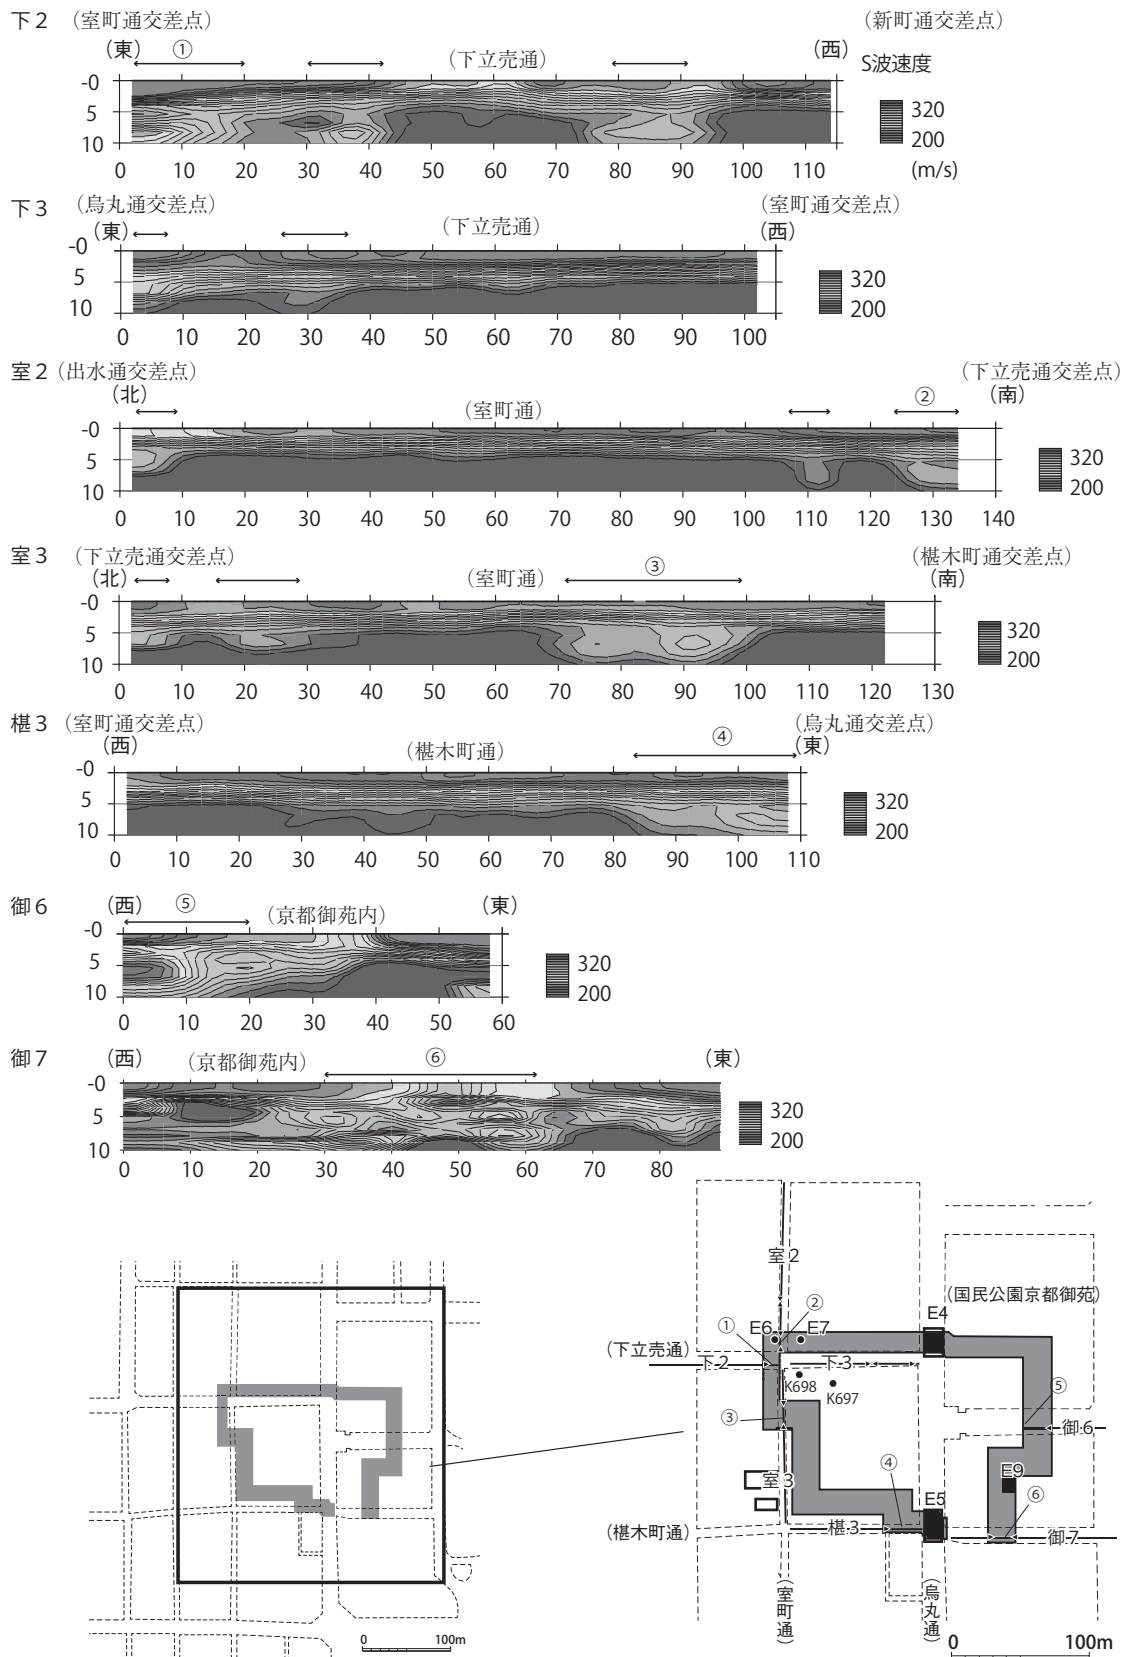 下2 (室町通交差点) (新町通交差点)
(東) ① (下立売通) (西) S波速度
-0
5
10
320
200
0 10 20 30 40 50 60 70 80 90 100 110 (m/s)
下3 (烏丸通交差点) (室町通交差点)
(東) (下立売通) (西)
-0
5
10
320
200
0 10 20 30 40 50 60 70 80 90 100
室2 (出水通交差点) (下立売通交差点)
(北) (室町通) ② (南)
-0
5
10
320
200
0 10 20 30 40 50 60 70 80 90 100 110 120 130 140
室3 (下立売通交差点) (椹木町通交差点)
(北) (室町通) ③ (南)
-0
5
10
320
200
0 10 20 30 40 50 60 70 80 90 100 110 120 130
椹3 (室町通交差点) (烏丸通交差点)
(西) (椹木町通) ④ (東)
-0
5
10
320
200
0 10 20 30 40 50 60 70 80 90 100 110
御6 (西) ⑤ (京都御苑内) (東)
-0
5
10
320
200
0 10 20 30 40 50 60
御7 (西) (京都御苑内) ⑥ (東)
-0
5
10
320
200
0 10 20 30 40 50 60 70 80
0 100m
室2
(国民公園京都御苑)
① E6 ② E7 E4
(下立売通)
下2 下3
K698
K697
③ ⑤
御6
室3 ④ E9
E5 ⑥
(椹木町通) 椹3 御7
(室町通)
(烏丸通)
0 100m